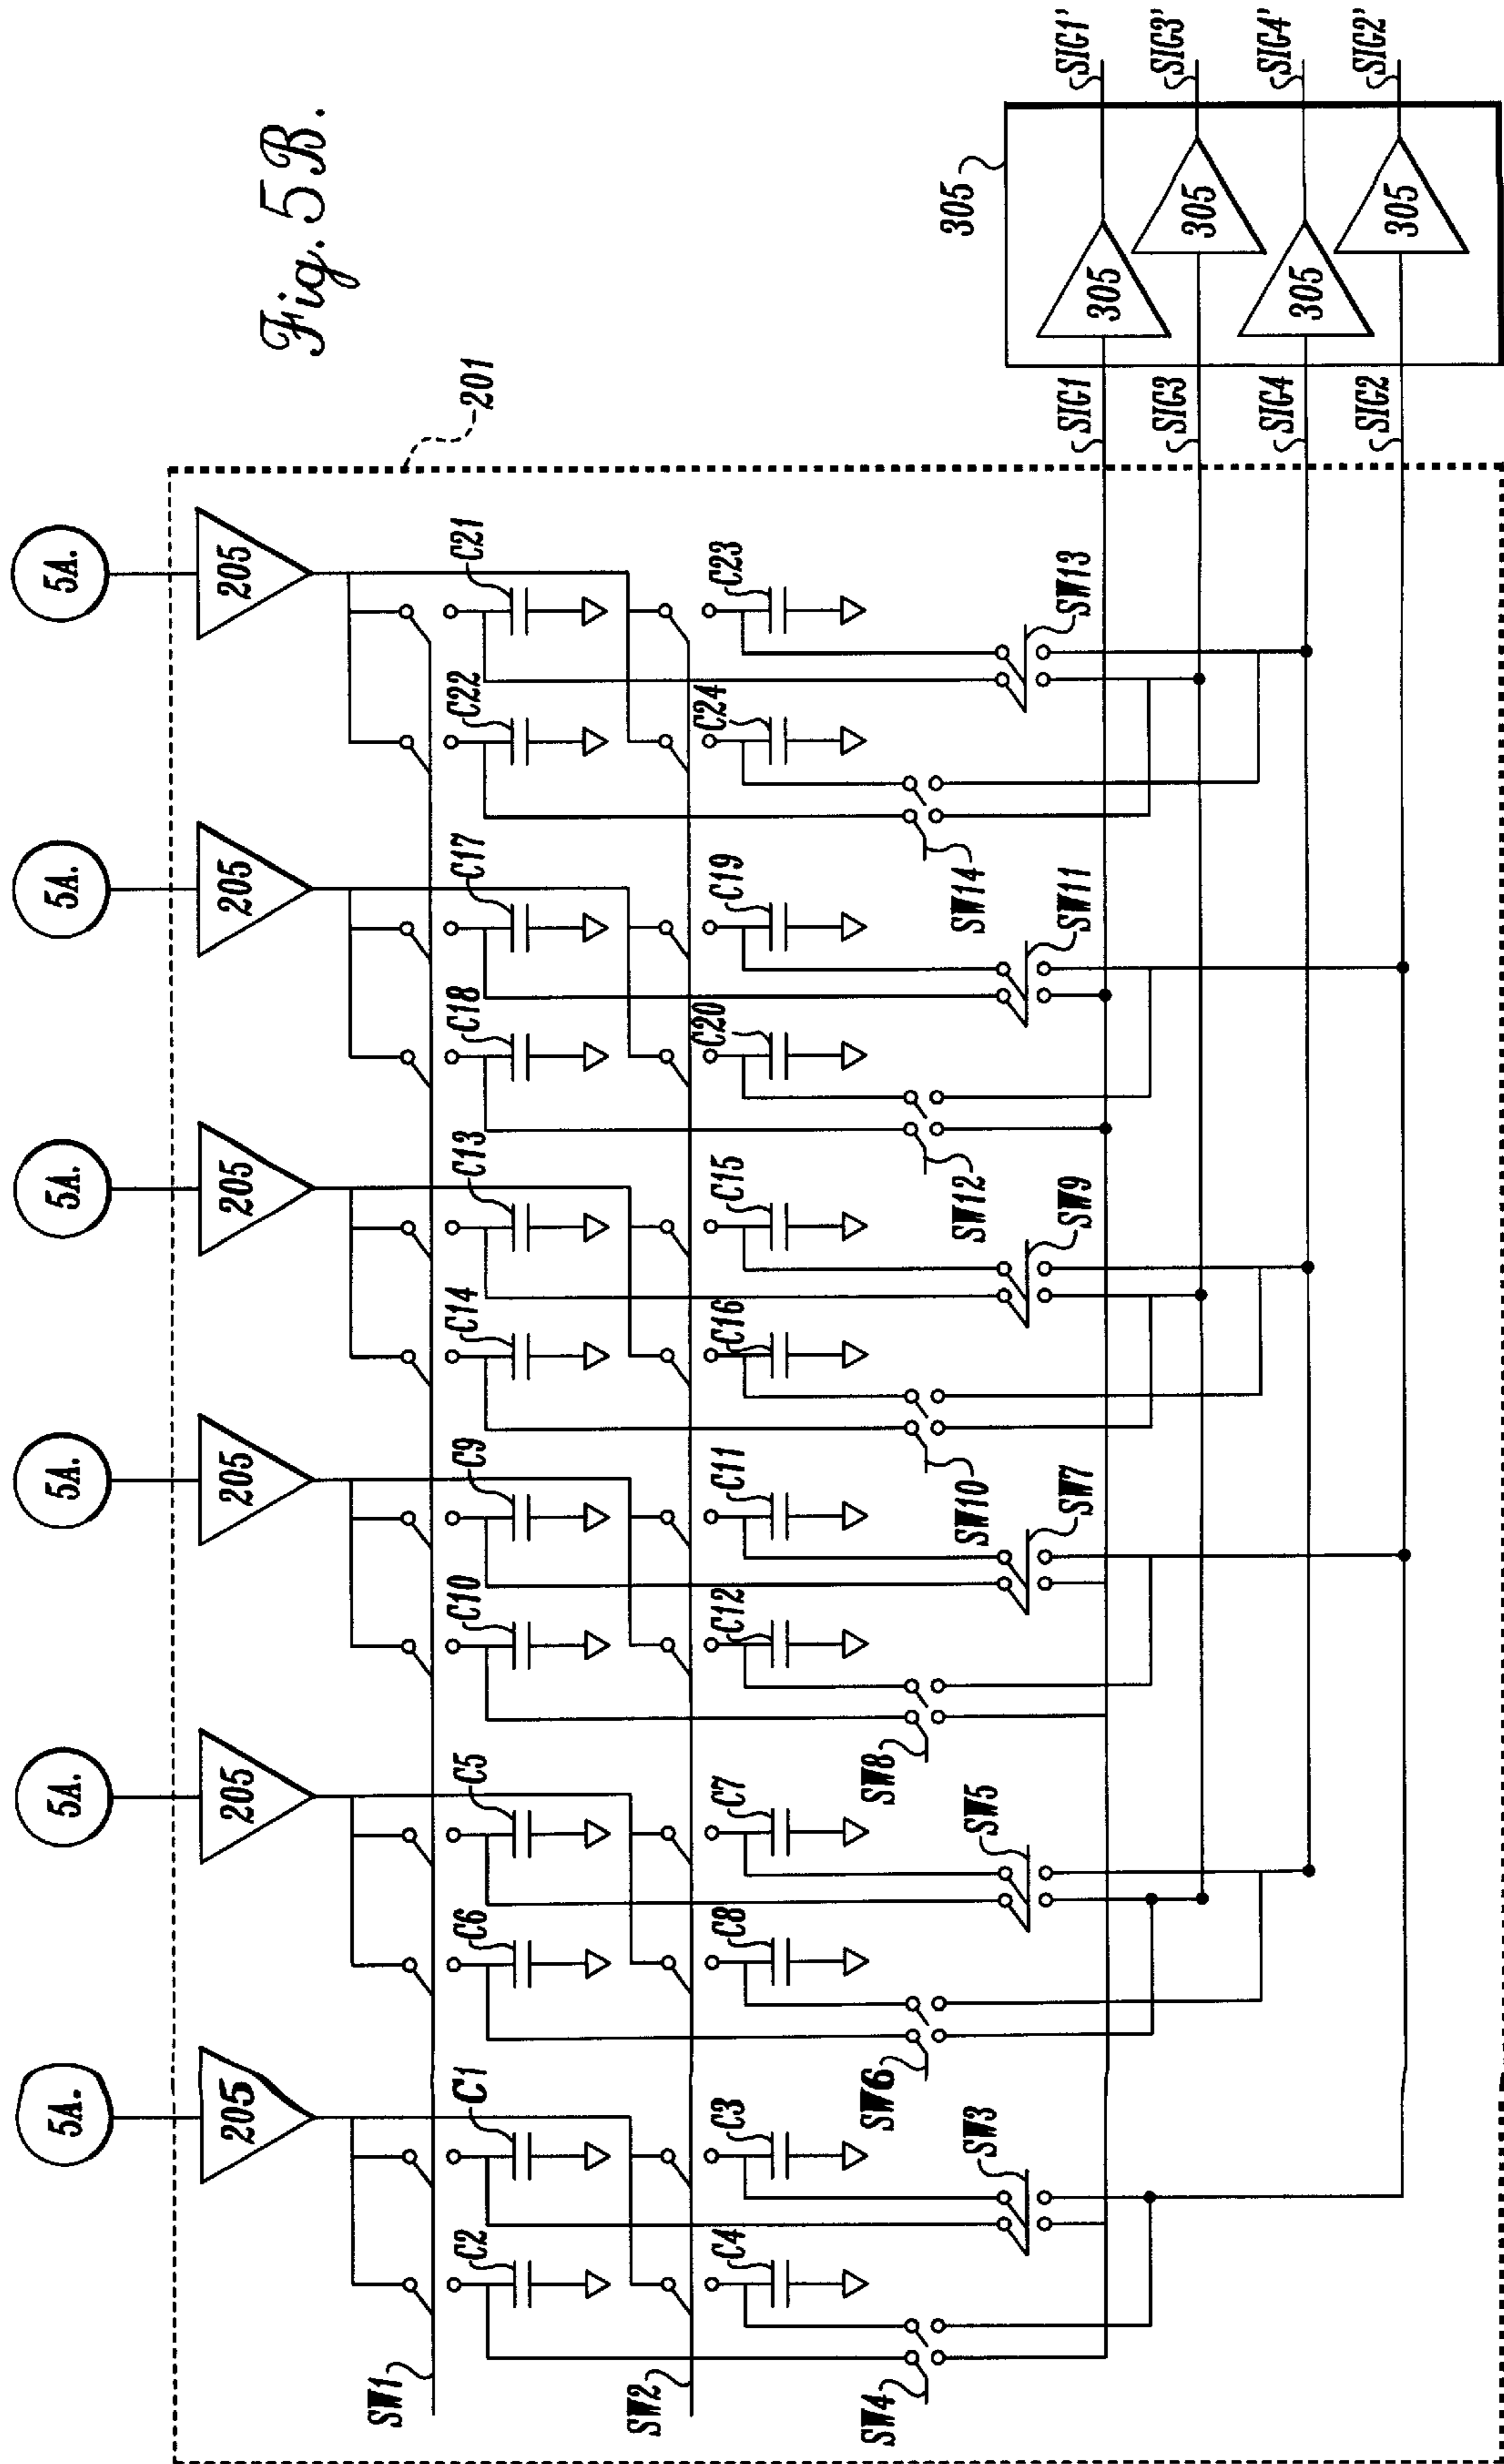 Fig. 5B.
5A. 5A. 5A. 5A. 5A. 5A.
201
205 205 205 205 205 205
SW1
C2 C1 C6 C5 C10 C9 C14 C13 C18 C17 C22 C21
SW2
C4 C3 C8 C7 C12 C11 C16 C15 C20 C19 C24 C23
SW4 SW6 SW8 SW10 SW12 SW14
SW3 SW5 SW7 SW9 SW11 SW13
305
SIG1 305 SIG1'
SIG3 305 SIG3'
SIG4 305 SIG4'
SIG2 305 SIG2'